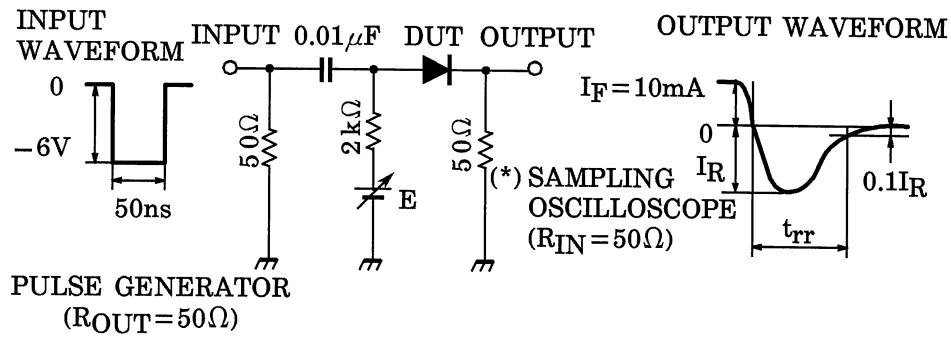 INPUT
WAVEFORM
0
−6V
50ns
INPUT 0.01μF DUT OUTPUT
50Ω
2kΩ
E
50Ω
PULSE GENERATOR
(ROUT=50Ω)
(*) SAMPLING
OSCILLOSCOPE
(RIN=50Ω)
OUTPUT WAVEFORM
IF=10mA
0
IR
0.1IR
trr